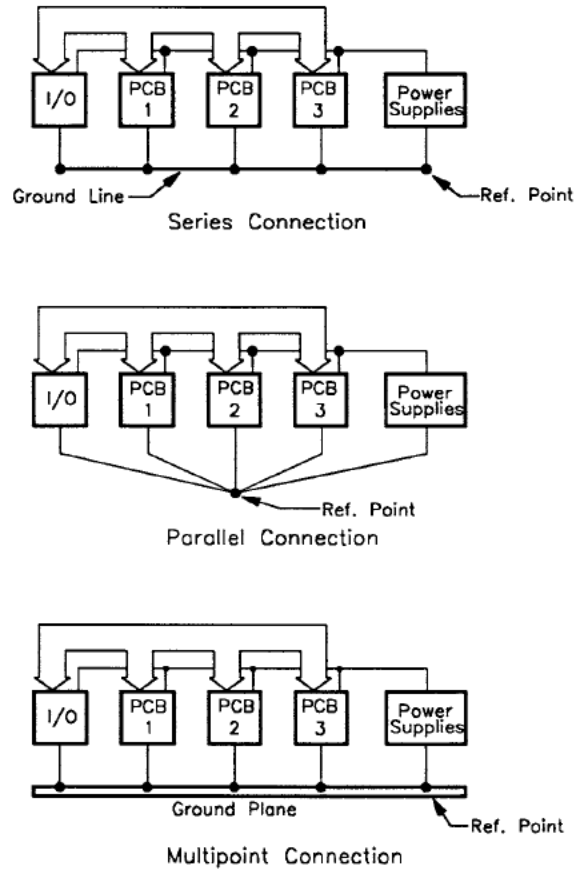 I/O
PCB
1
PCB
2
PCB
3
Power
Supplies
Ground Line
Ref. Point
Series Connection
I/O
PCB
1
PCB
2
PCB
3
Power
Supplies
Ref. Point
Parallel Connection
I/O
PCB
1
PCB
2
PCB
3
Power
Supplies
Ground Plane
Ref. Point
Multipoint Connection